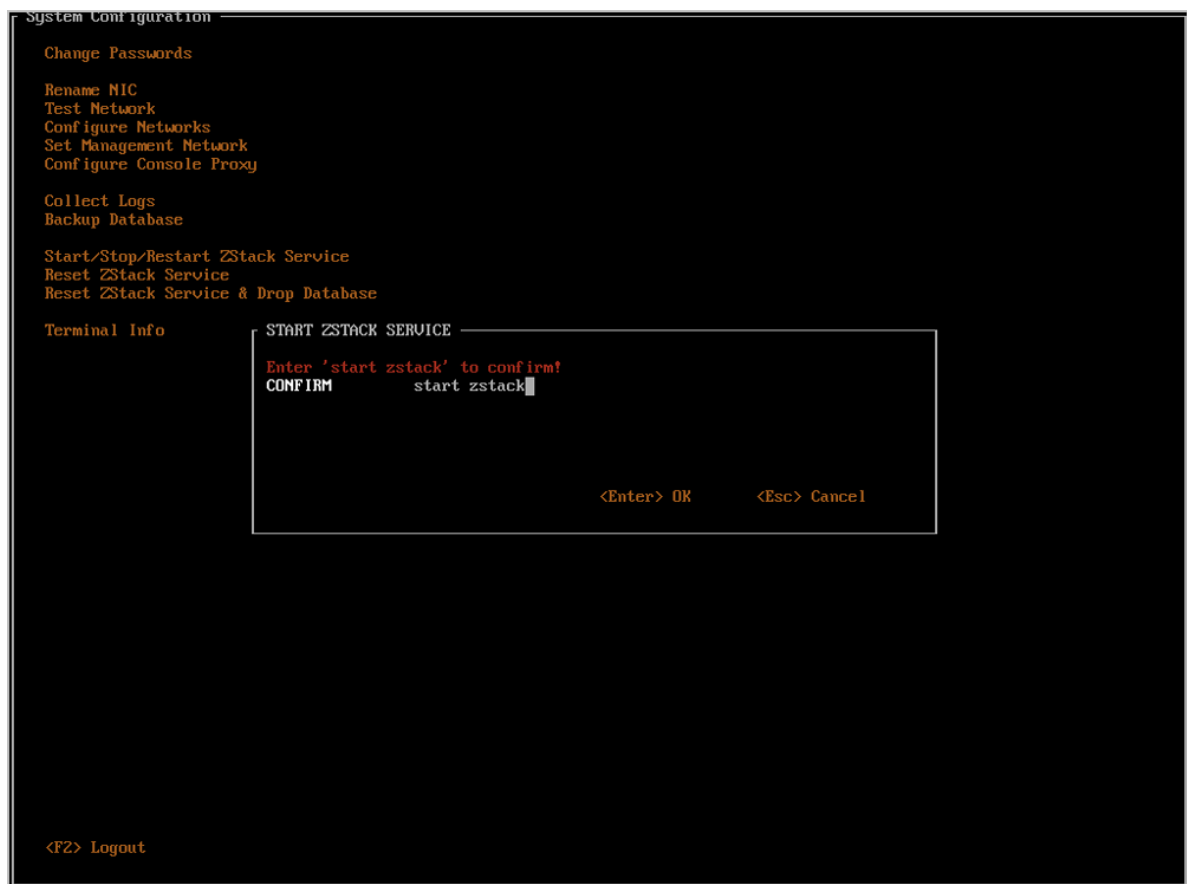 System Configuration
Change Passwords
Rename NIC
Test Network
Configure Networks
Set Management Network
Configure Console Proxy
Collect Logs
Backup Database
Start/Stop/Restart ZStack Service
Reset ZStack Service
Reset ZStack Service & Drop Database
Terminal Info
START ZSTACK SERVICE
Enter 'start zstack' to confirm!
CONFIRM start zstack
<Enter> OK <Esc> Cancel
<F2> Logout